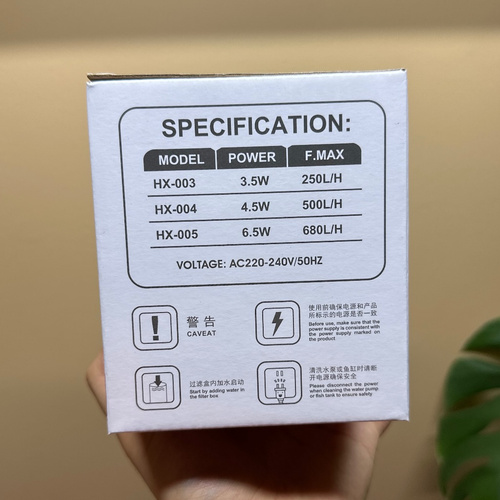 SPECIFICATION:
MODEL POWER F.MAX
HX-003 3.5W 250L/H
HX-004 4.5W 500L/H
HX-005 6.5W 680L/H
VOLTAGE: AC220-240V/50HZ
警告
CAVEAT
使用前确保电源和产品
所标示的电源是否一致
Before use, make sure that the
power supply is consistent with
the power supply marked on
the product
过滤盒内加水启动
Start by adding water in
the filter box
清洗水泵或鱼缸时请断
开电源确保安全
Please disconnect the power
when cleaning the water pump
or fish tank to ensure safety